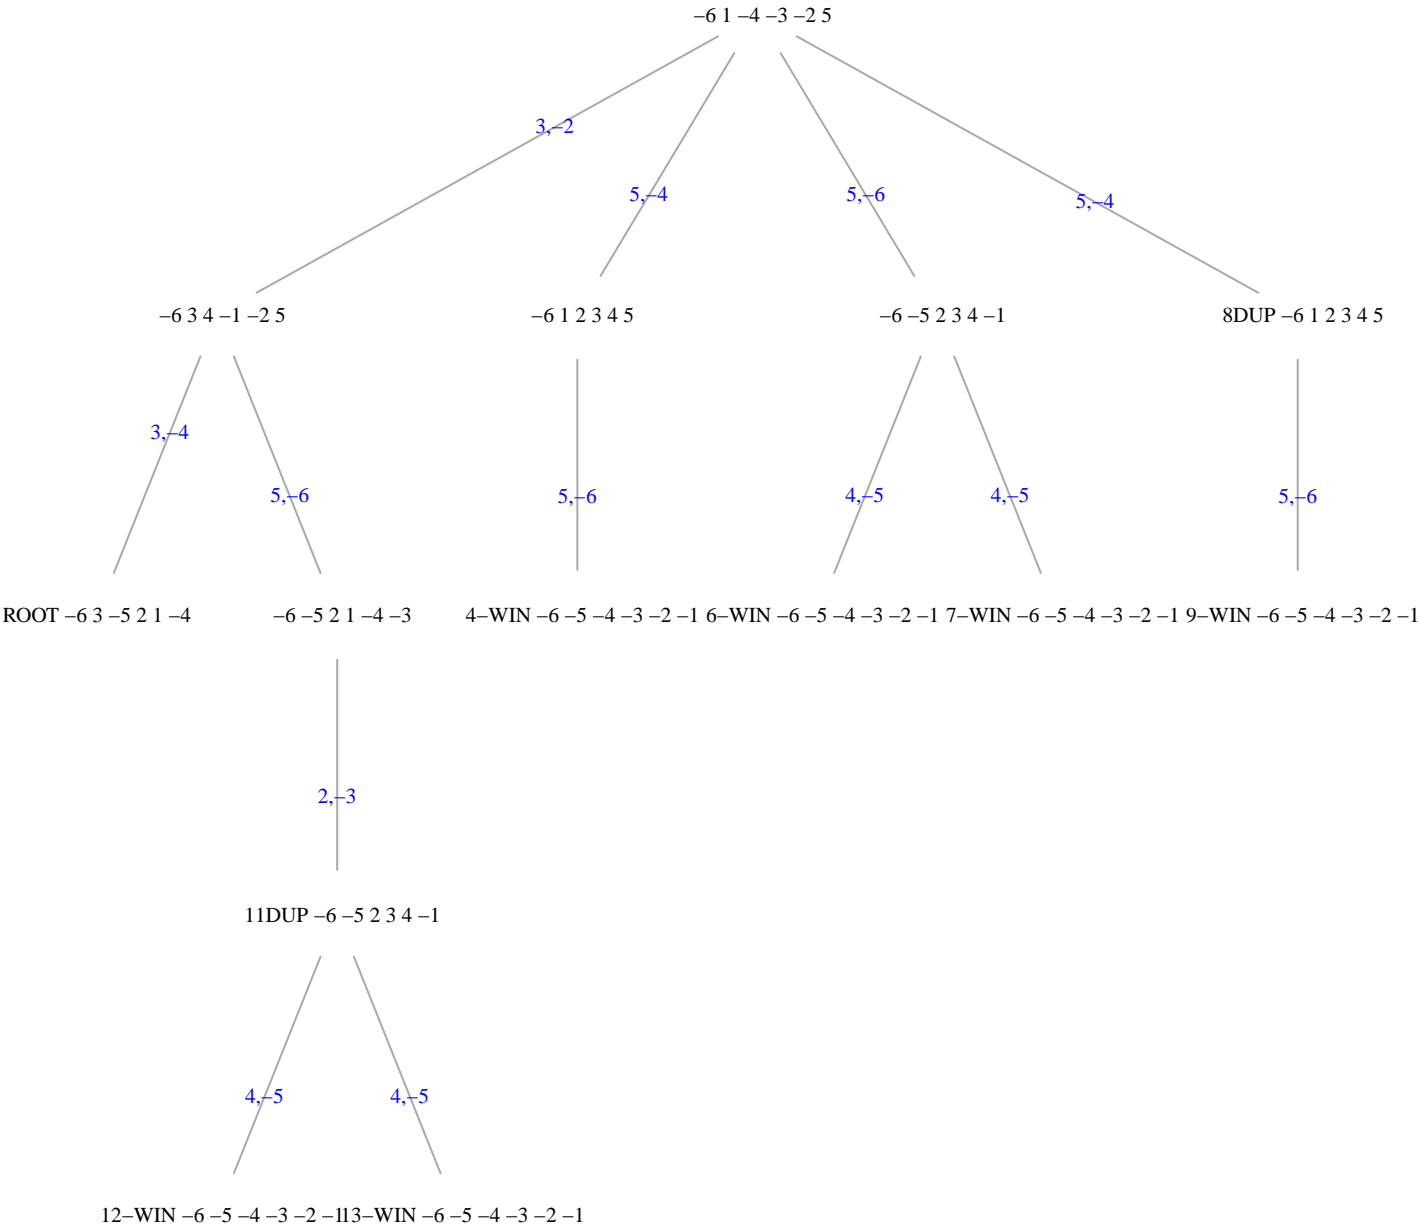 −6 1 −4 −3 −2 5
3,−2
5,−4
5,−6
5,−4
−6 3 4 −1 −2 5
−6 1 2 3 4 5
−6 −5 2 3 4 −1
8DUP −6 1 2 3 4 5
3,−4
5,−6
5,−6
4,−5
4,−5
5,−6
ROOT −6 3 −5 2 1 −4
−6 −5 2 1 −4 −3
4−WIN −6 −5 −4 −3 −2 −1
6−WIN −6 −5 −4 −3 −2 −1
7−WIN −6 −5 −4 −3 −2 −1
9−WIN −6 −5 −4 −3 −2 −1
2,−3
11DUP −6 −5 2 3 4 −1
4,−5
4,−5
12−WIN −6 −5 −4 −3 −2 −1
13−WIN −6 −5 −4 −3 −2 −1